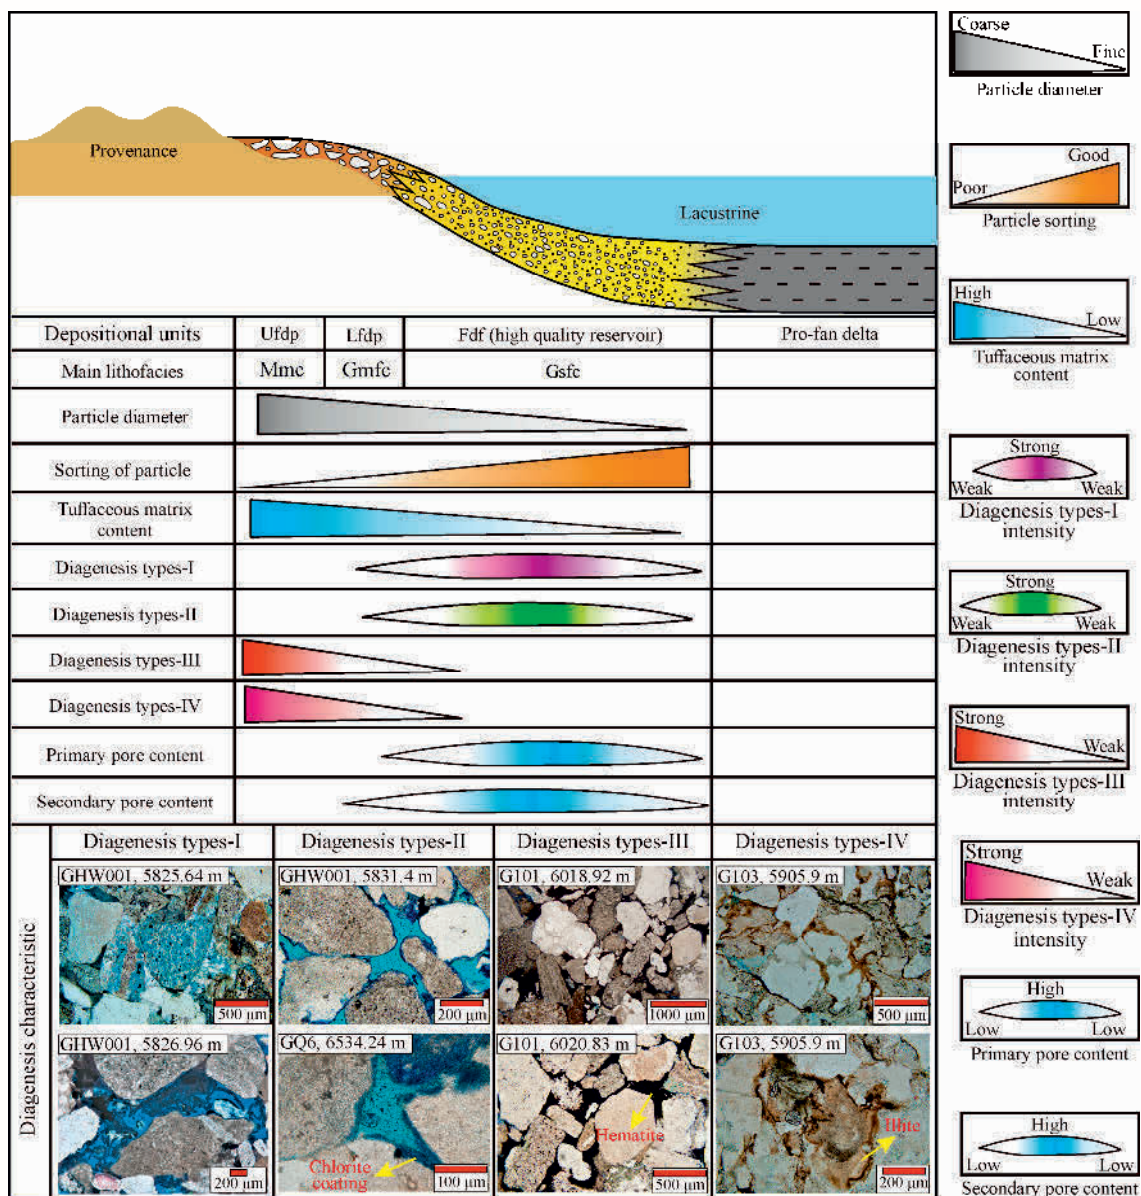 Provenance
Lacustrine
Depositional units
Ufdp
Lfdp
Fdf (high quality reservoir)
Pro-fan delta
Main lithofacies
Mmc
Gmfc
Gsfc
Particle diameter
Sorting of particle
Tuffaceous matrix
content
Diagenesis types-I
Diagenesis types-II
Diagenesis types-III
Diagenesis types-IV
Primary pore content
Secondary pore content
Diagenesis characteristic
Diagenesis types-I
Diagenesis types-II
Diagenesis types-III
Diagenesis types-IV
GHW001, 5825.64 m
500 μm
GHW001, 5831.4 m
200 μm
G101, 6018.92 m
1000 μm
G103, 5905.9 m
500 μm
GHW001, 5826.96 m
200 μm
GQ6, 6534.24 m
Chlorite
coating
100 μm
G101, 6020.83 m
Hematite
500 μm
G103, 5905.9 m
Illite
200 μm
Coarse
Fine
Particle diameter
Good
Poor
Particle sorting
High
Low
Tuffaceous matrix
content
Strong
Weak Weak
Diagenesis types-I
intensity
Strong
Weak Weak
Diagenesis types-II
intensity
Strong
Weak
Diagenesis types-III
intensity
Strong
Weak
Diagenesis types-IV
intensity
High
Low Low
Primary pore content
High
Low Low
Secondary pore content